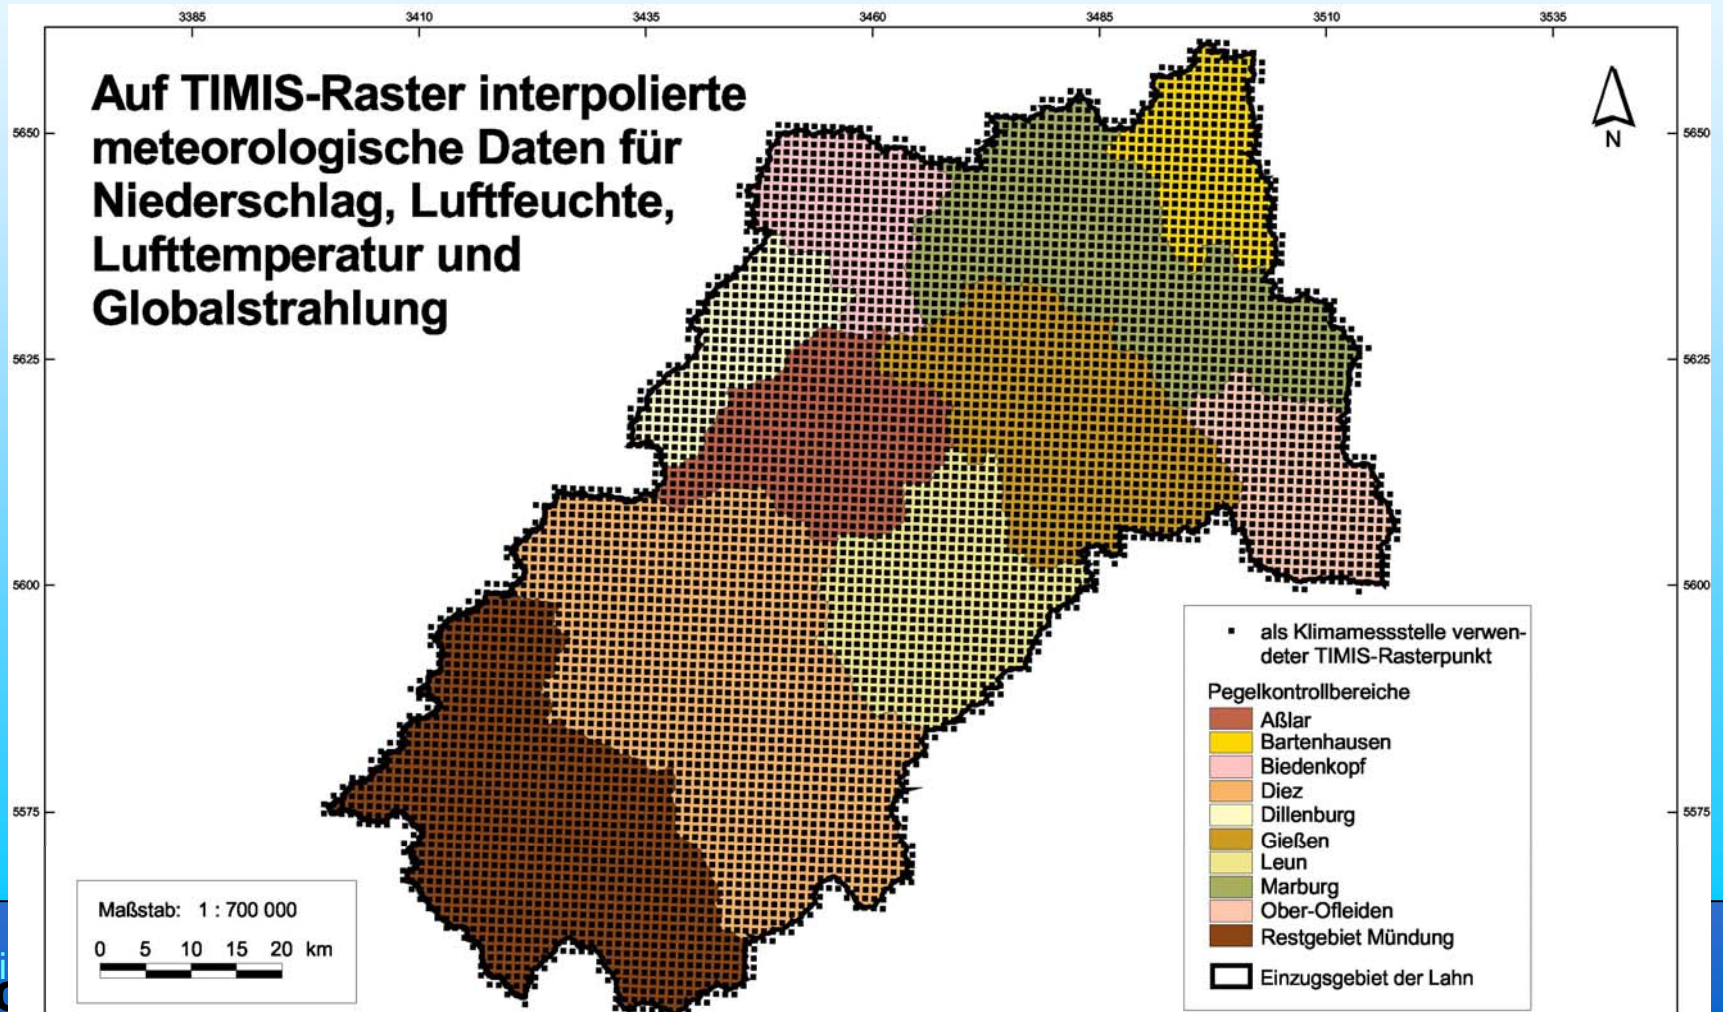 3385 3410 3435 3460 3485 3510 3535
Auf TIMIS-Raster interpolierte
meteorologische Daten für
Niederschlag, Luftfeuchte,
Lufttemperatur und
Globalstrahlung
N
5650 5650
5625 5625
5600 5600
5575 5575
als Klimamessstelle verwen-
deter TIMIS-Rasterpunkt
Pegelkontrollbereiche
Aßlar
Bartenhausen
Biedenkopf
Diez
Dillenburg
Gießen
Leun
Marburg
Ober-Ofleiden
Restgebiet Mündung
Einzugsgebiet der Lahn
Maßstab: 1 : 700 000
0 5 10 15 20 km